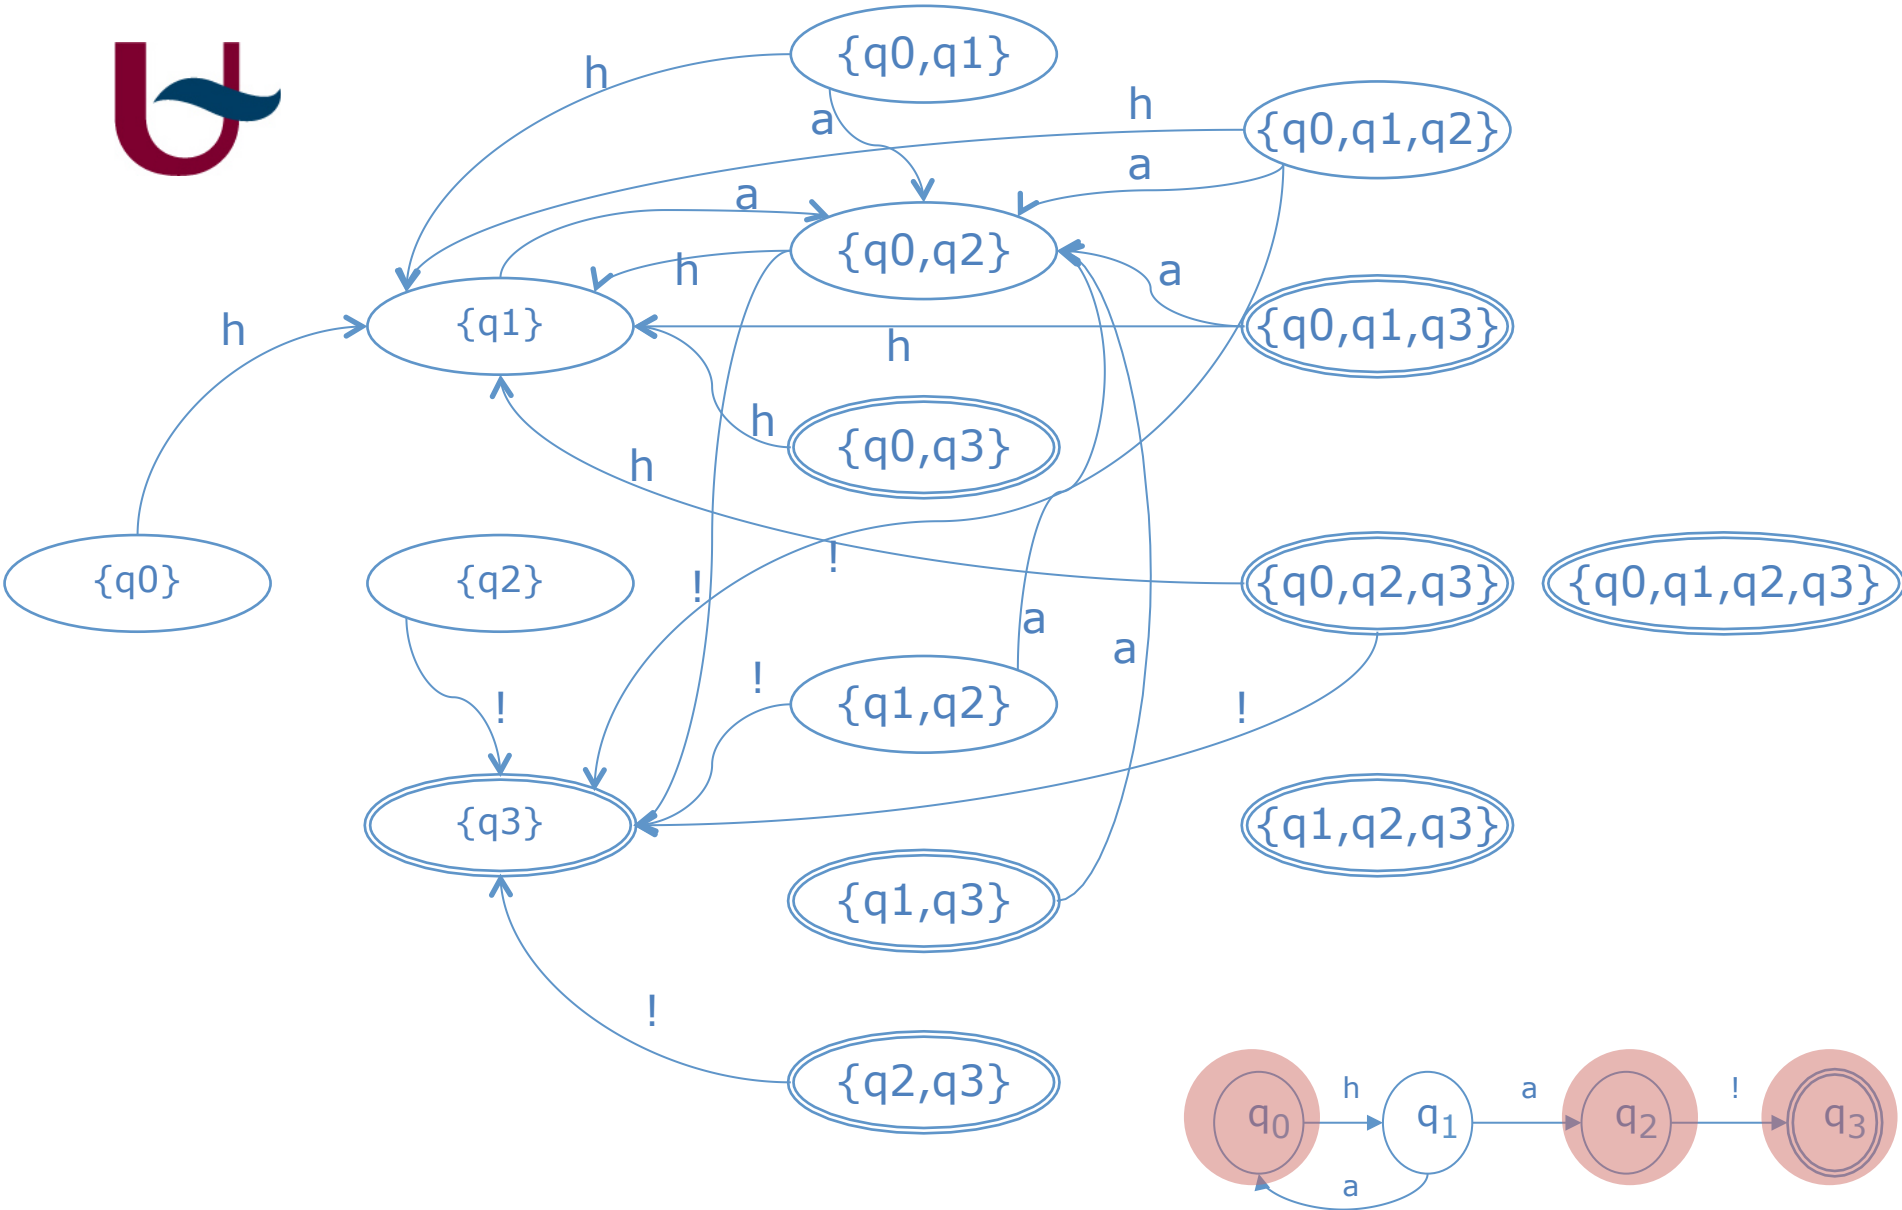 {q0,q1}
h
h
a
{q0,q1,q2}
a
a
{q0,q2}
h
a
{q1}
h
{q0,q1,q3}
h
h
{q0,q3}
h
!
{q0}
{q2}
!
{q0,q2,q3}
{q0,q1,q2,q3}
a
a
!
{q1,q2}
!
!
{q3}
{q1,q2,q3}
{q1,q3}
!
{q2,q3}
h
a
!
q0
q1
q2
q3
a